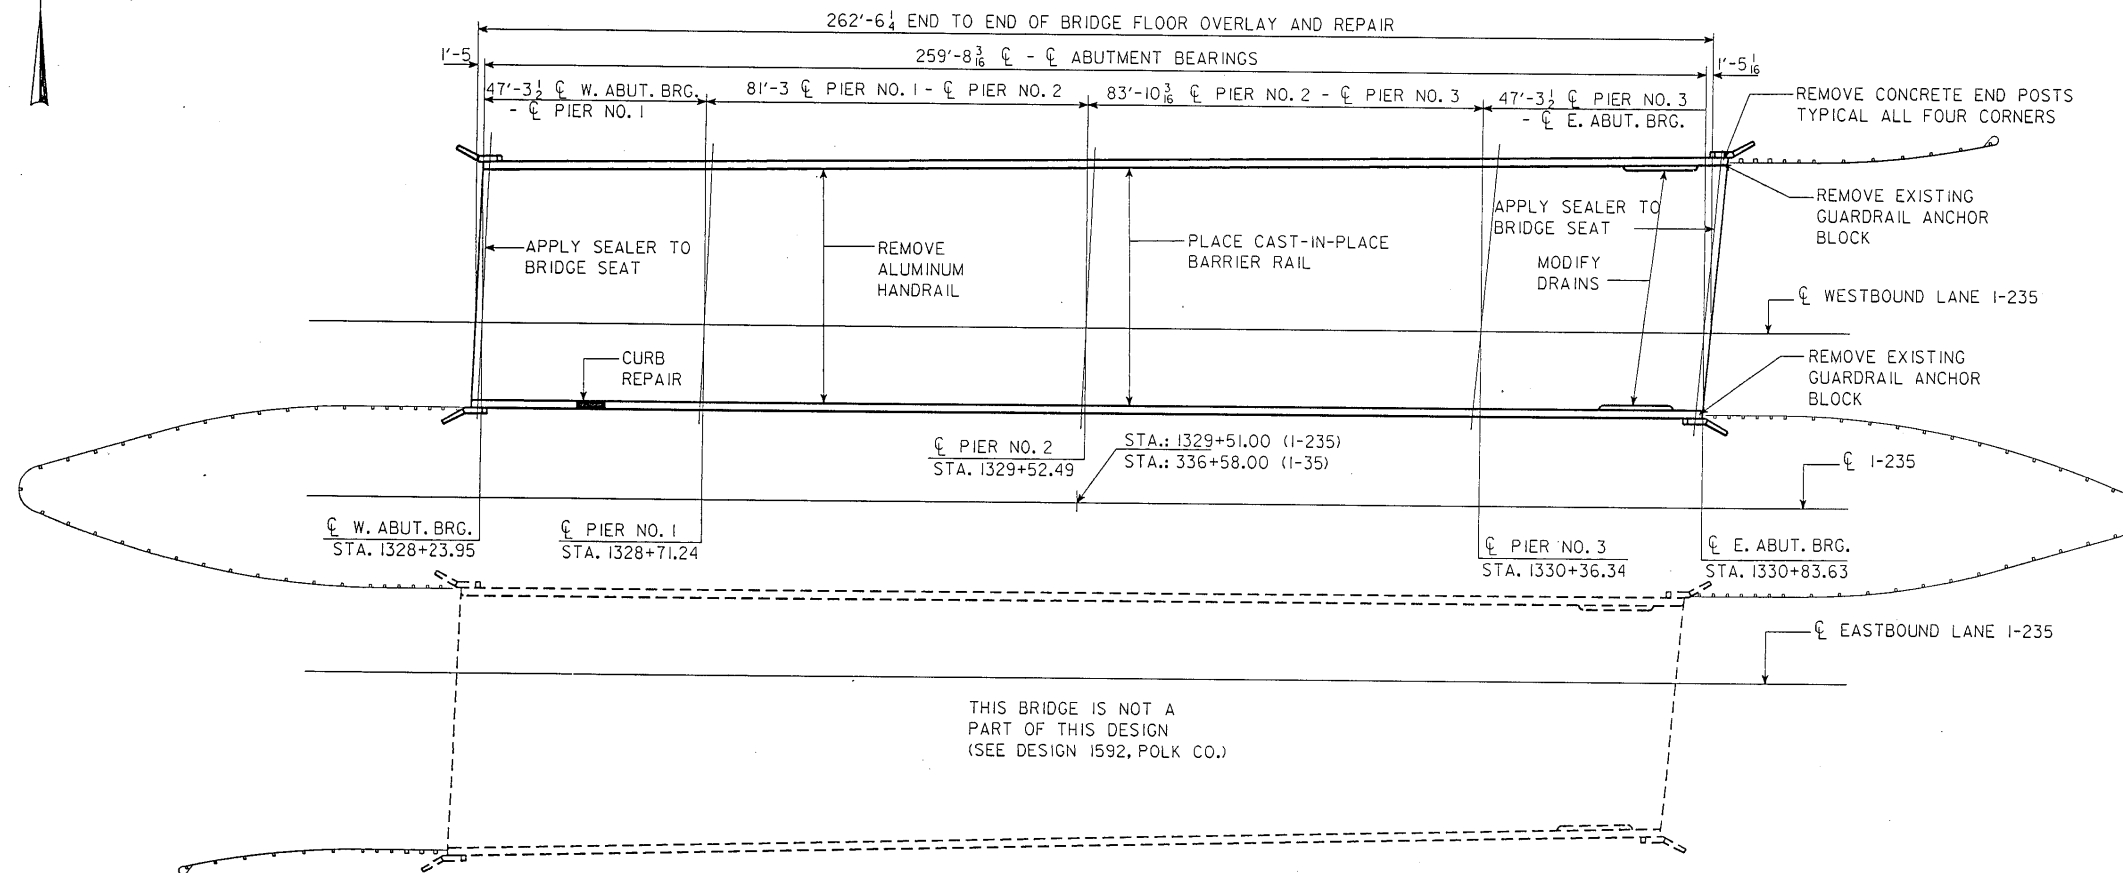 262'-6 1/4 END TO END OF BRIDGE FLOOR OVERLAY AND REPAIR
1'-5
259'-8 3/16 ℄ - ℄ ABUTMENT BEARINGS
1'-5 1/16
47'-3 1/2 ℄ W. ABUT. BRG.
- ℄ PIER NO. 1
81'-3 ℄ PIER NO. 1 - ℄ PIER NO. 2
83'-10 3/16 ℄ PIER NO. 2 - ℄ PIER NO. 3
47'-3 1/2 ℄ PIER NO. 3
- ℄ E. ABUT. BRG.
REMOVE CONCRETE END POSTS
TYPICAL ALL FOUR CORNERS
REMOVE EXISTING
GUARDRAIL ANCHOR
BLOCK
APPLY SEALER TO
BRIDGE SEAT
REMOVE
ALUMINUM
HANDRAIL
PLACE CAST-IN-PLACE
BARRIER RAIL
APPLY SEALER TO
BRIDGE SEAT
MODIFY
DRAINS
℄ WESTBOUND LANE I-235
CURB
REPAIR
REMOVE EXISTING
GUARDRAIL ANCHOR
BLOCK
℄ PIER NO. 2
STA. 1329+52.49
STA.: 1329+51.00 (I-235)
STA.: 336+58.00 (I-35)
℄ I-235
℄ W. ABUT. BRG.
STA. 1328+23.95
℄ PIER NO. 1
STA. 1328+71.24
℄ PIER NO. 3
STA. 1330+36.34
℄ E. ABUT. BRG.
STA. 1330+83.63
℄ EASTBOUND LANE I-235
THIS BRIDGE IS NOT A
PART OF THIS DESIGN
(SEE DESIGN 1592, POLK CO.)